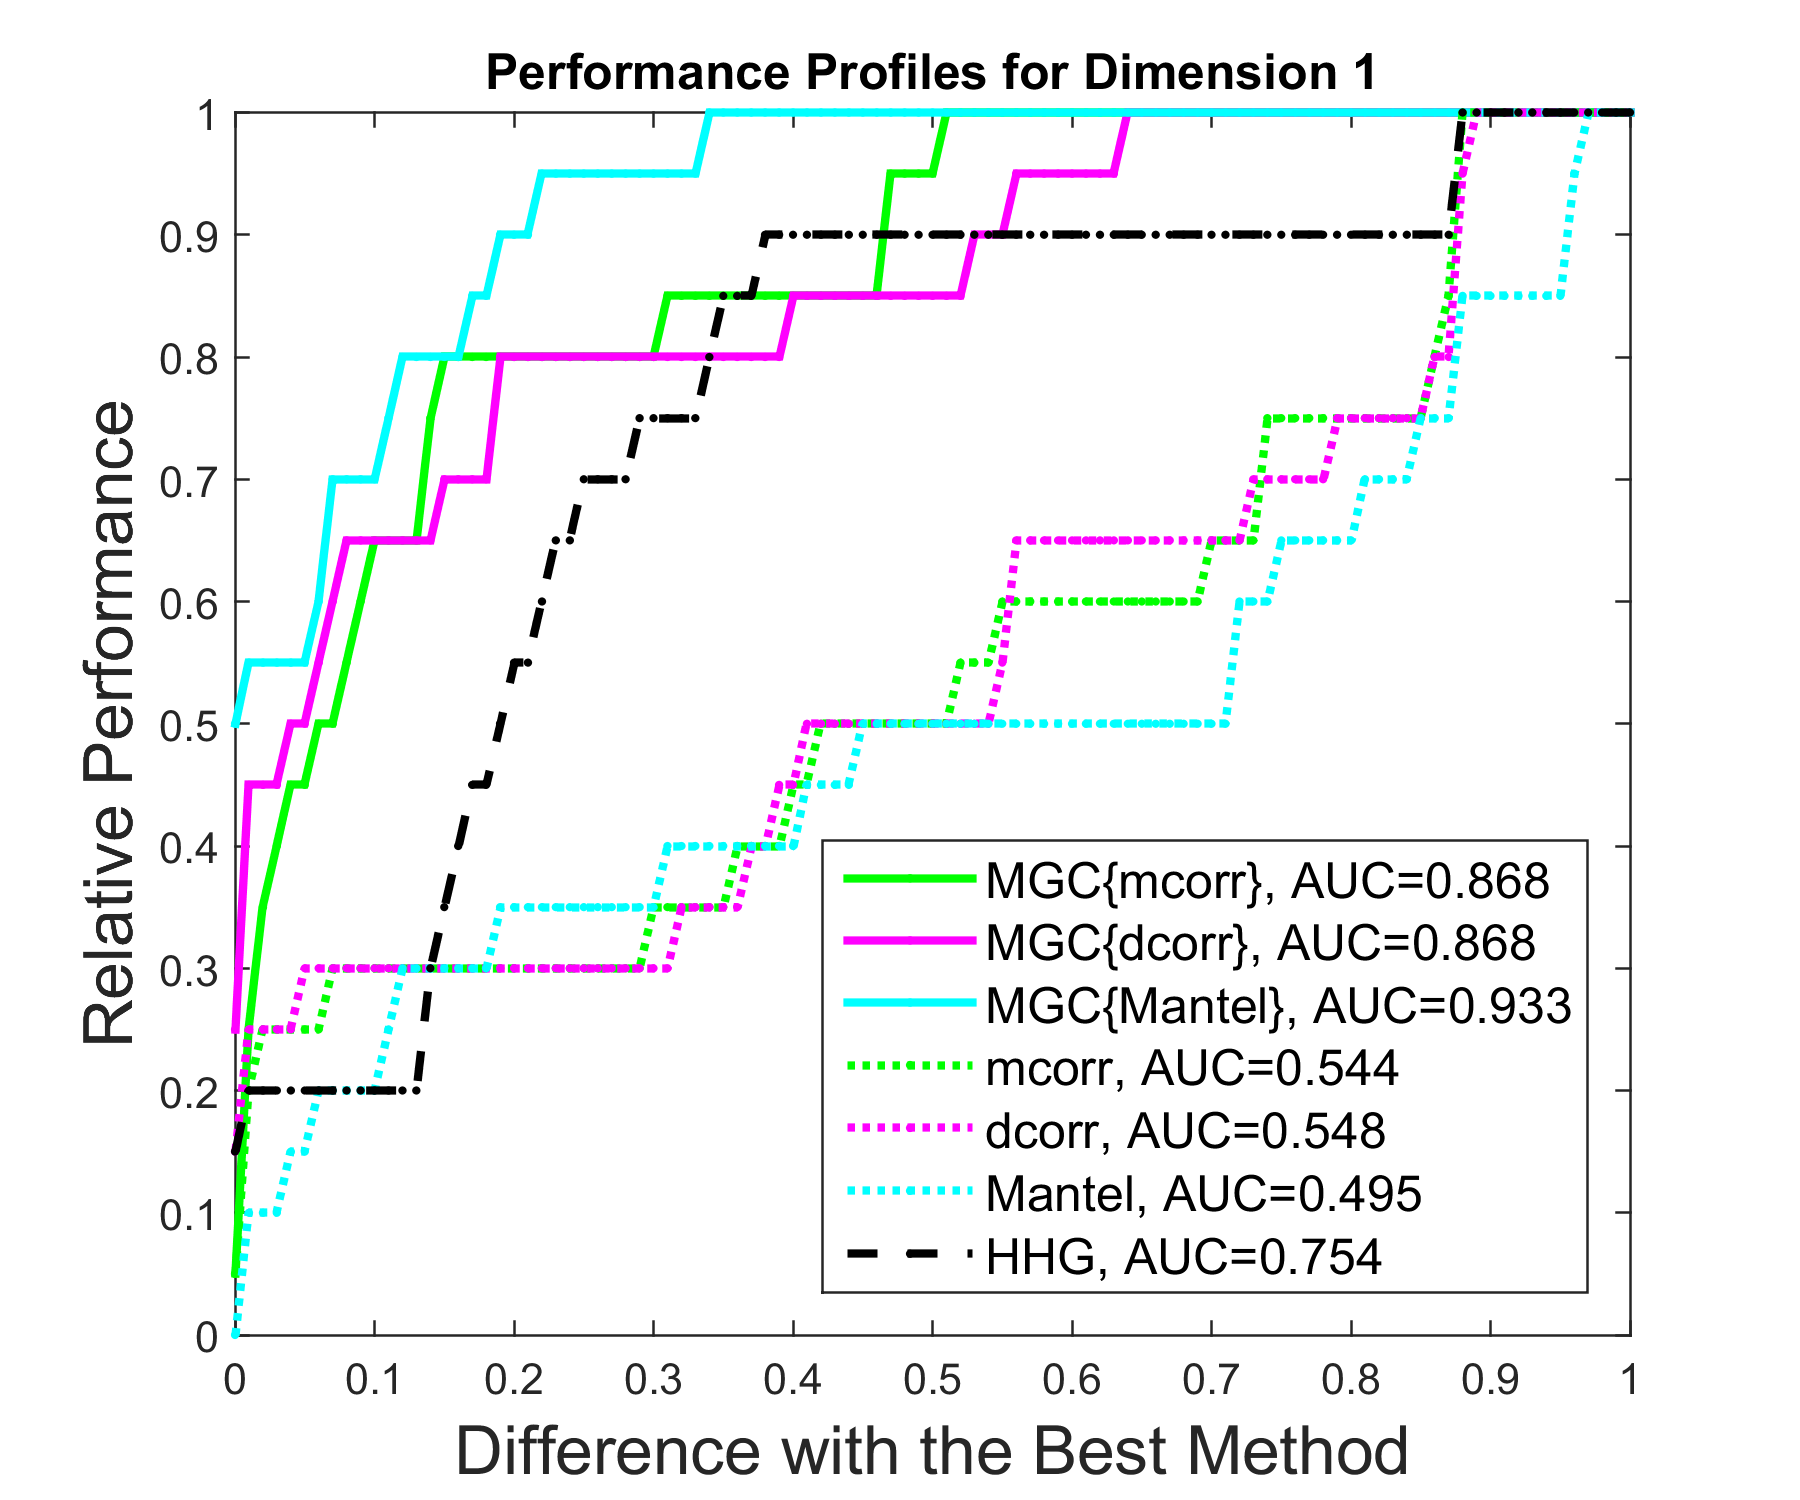 Performance Profiles for Dimension 1
Relative Performance
1
0.9
0.8
0.7
0.6
0.5
0.4
0.3
0.2
0.1
0
MGC{mcorr}, AUC=0.868
MGC{dcorr}, AUC=0.868
MGC{Mantel}, AUC=0.933
mcorr, AUC=0.544
dcorr, AUC=0.548
Mantel, AUC=0.495
HHG, AUC=0.754
0 0.1 0.2 0.3 0.4 0.5 0.6 0.7 0.8 0.9 1
Difference with the Best Method